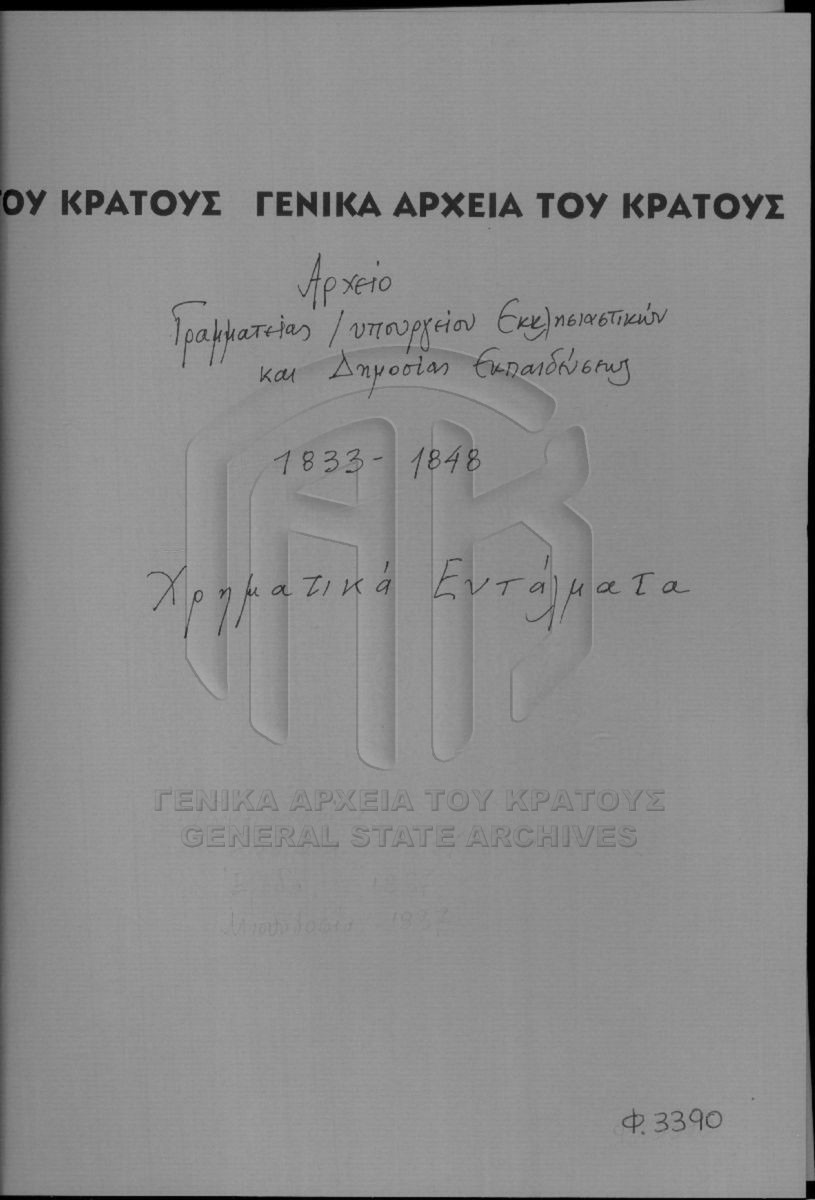 ΤΟΥ ΚΡΑΤΟΥΣ ΓΕΝΙΚΑ ΑΡΧΕΙΑ ΤΟΥ ΚΡΑΤΟΥΣ
Αρχείο
Γραμματείας / υπουργείου Εκκλησιαστικών
και Δημοσίας Εκπαιδεύσεως
1833 - 1848
Χρηματικά Εντάλματα
ΓΕΝΙΚΑ ΑΡΧΕΙΑ ΤΟΥ ΚΡΑΤΟΥΣ
GENERAL STATE ARCHIVES
Φ. 3390